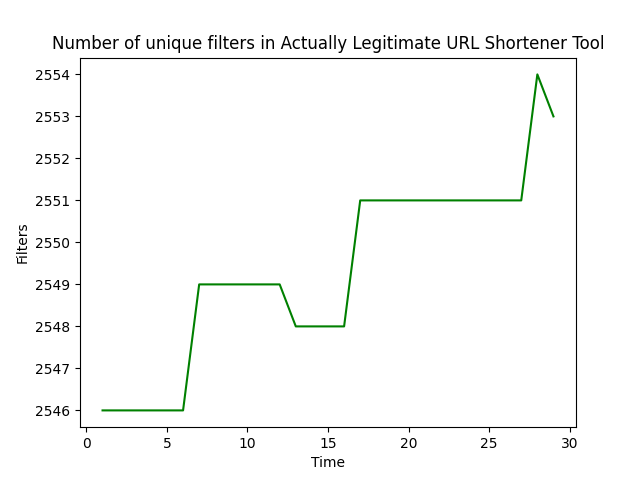 Number of unique filters in Actually Legitimate URL Shortener Tool
2554
2553
2552
2551
2550
2549
2548
2547
2546
Filters
0 5 10 15 20 25 30
Time